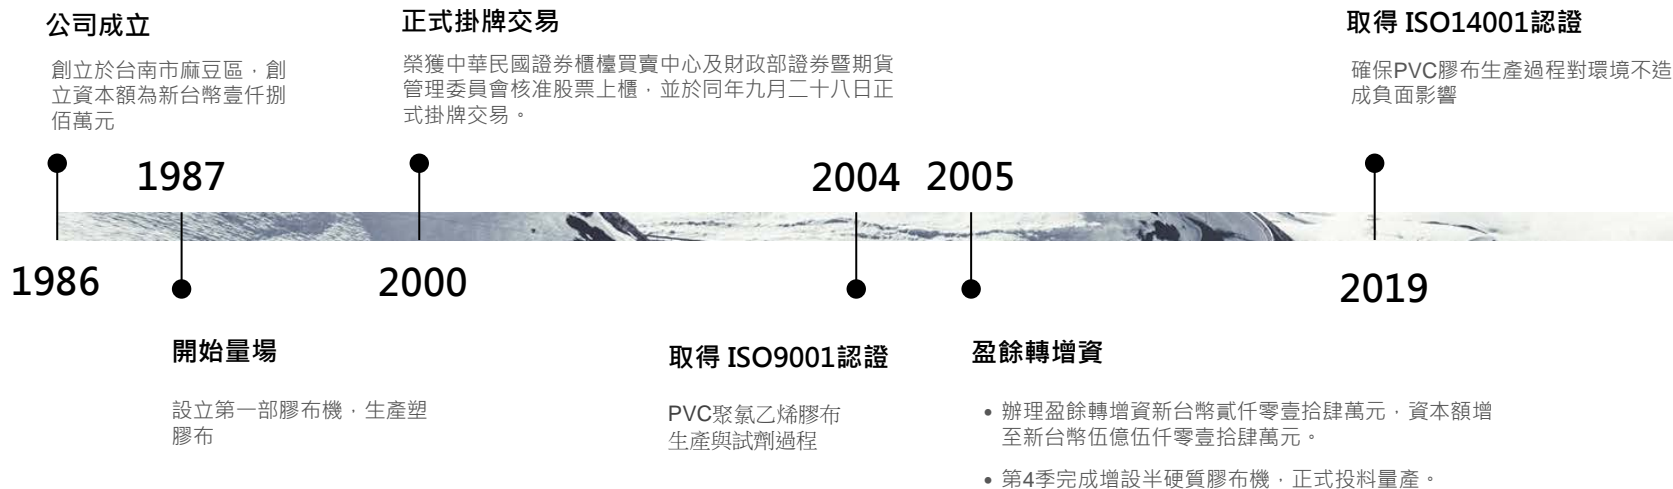 公司成立
創立於台南市麻豆區，創
立資本額為新台幣壹仟捌
佰萬元
正式掛牌交易
榮獲中華民國證券櫃檯買賣中心及財政部證券暨期貨
管理委員會核准股票上櫃，並於同年九月二十八日正
式掛牌交易。
取得 ISO14001認證
確保PVC膠布生產過程對環境不造
成負面影響
1987
2004
2005
1986
2000
2019
開始量場
設立第一部膠布機，生產塑
膠布
取得 ISO9001認證
PVC聚氯乙烯膠布
生產與試劑過程
盈餘轉增資
• 辦理盈餘轉增資新台幣貳仟零壹拾肆萬元，資本額增
至新台幣伍億伍仟零壹拾肆萬元。
• 第4季完成增設半硬質膠布機，正式投料量產。